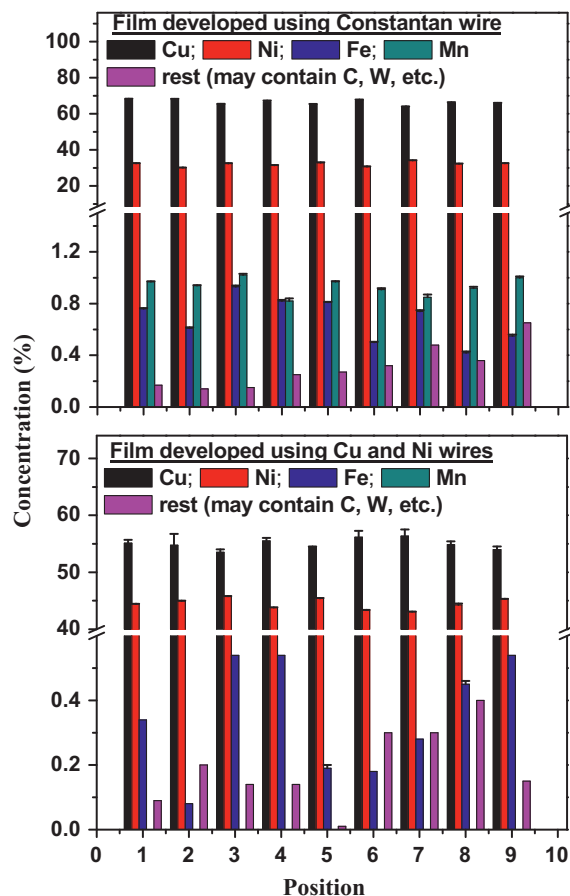 Film developed using Constantan wire
Cu; Ni; Fe; Mn
rest (may contain C, W, etc.)
100
80
60
40
20
1.2
0.8
0.4
0.0
Film developed using Cu and Ni wires
Cu; Ni; Fe; Mn
rest (may contain C, W, etc.)
70
60
50
40
0.4
0.2
0.0
0 1 2 3 4 5 6 7 8 9 10
Position
Concentration (%)